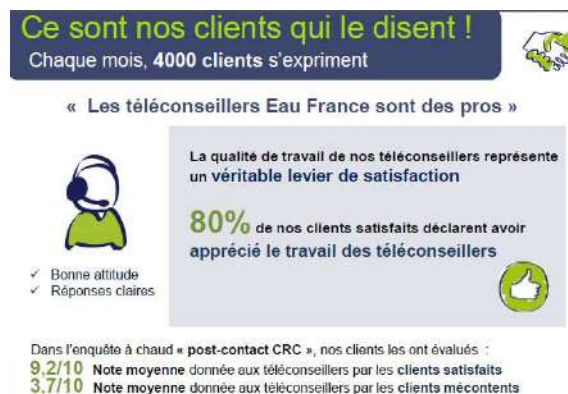 Ce sont nos clients qui le disent !
Chaque mois, 4000 clients s'expriment
« Les téléconseillers Eau France sont des pros »
La qualité de travail de nos téléconseillers représente
un véritable levier de satisfaction
80% de nos clients satisfaits déclarent avoir
apprécié le travail des téléconseillers
✓ Bonne attitude
✓ Réponses claires
Dans l'enquête à chaud « post-contact CRC », nos clients les ont évalués :
9,2/10 Note moyenne donnée aux téléconseillers par les clients satisfaits
3,7/10 Note moyenne donnée aux téléconseillers par les clients mécontents